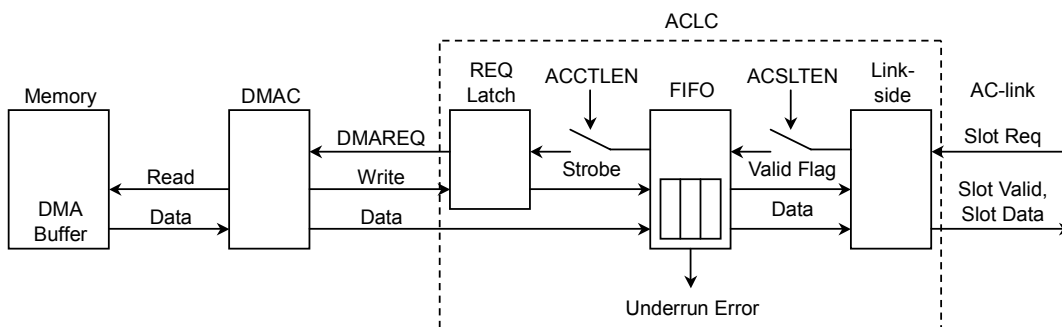 ACLC
REQ
Latch
ACCTLEN
FIFO
ACSLTEN
Link-
side
Memory
DMAC
AC-link
DMAREQ
Slot Req
Strobe
Valid Flag
Read
Write
DMA
Buffer
Data
Data
Data
Slot Valid,
Slot Data
Underrun Error